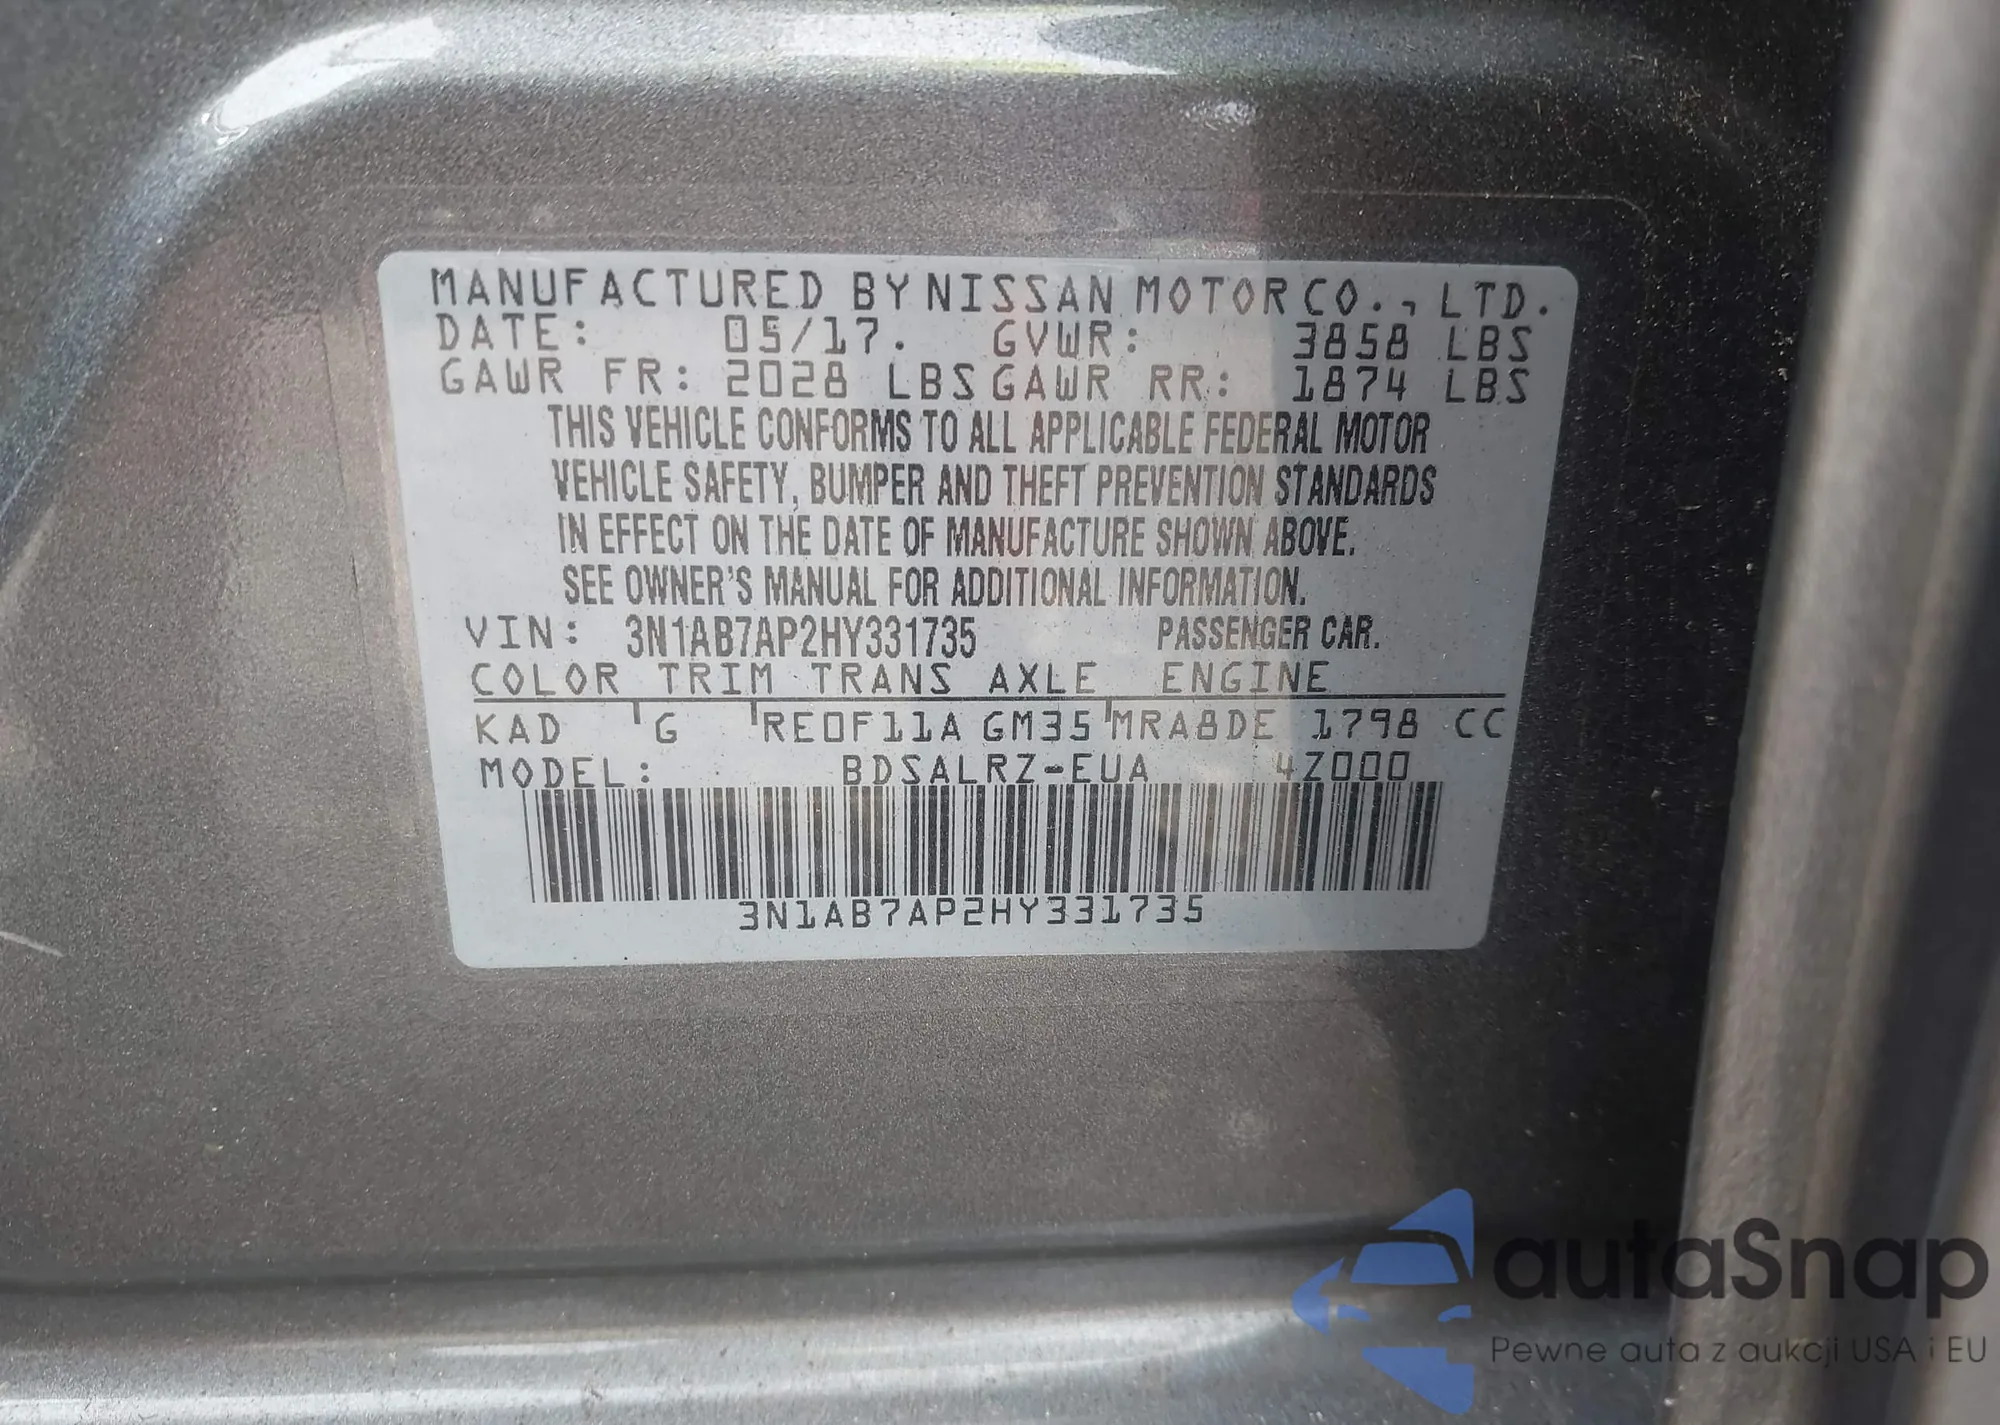 MANUFACTURED BY NISSAN MOTOR CO., LTD.
DATE: 05/17. GVWR: 3858 LBS
GAWR FR: 2028 LBS GAWR RR: 1874 LBS
THIS VEHICLE CONFORMS TO ALL APPLICABLE FEDERAL MOTOR
VEHICLE SAFETY, BUMPER AND THEFT PREVENTION STANDARDS
IN EFFECT ON THE DATE OF MANUFACTURE SHOWN ABOVE.
SEE OWNER'S MANUAL FOR ADDITIONAL INFORMATION.
VIN: 3N1AB7AP2HY331735 PASSENGER CAR.
COLOR TRIM TRANS AXLE ENGINE
KAD G RE0F11A GM35 MRA8DE 1798 CC
MODEL: BDSALRZ-EUA 4Z000
3N1AB7AP2HY331735
autaSnap
Pewne auta z aukcji USA i EU